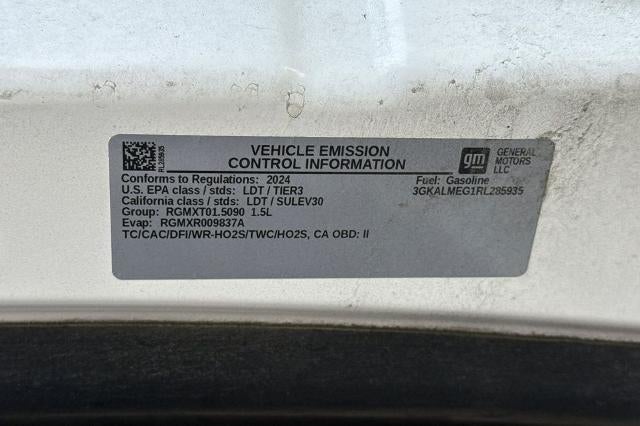 RL285935
VEHICLE EMISSION
CONTROL INFORMATION
gm
GENERAL
MOTORS
LLC
Conforms to Regulations: 2024
Fuel: Gasoline
U.S. EPA class / stds: LDT / TIER3
3GKALMEG1RL285935
California class / stds: LDT / SULEV30
Group: RGMXT01.5090 1.5L
Evap: RGMXR009837A
TC/CAC/DFI/WR-HO2S/TWC/HO2S, CA OBD: II